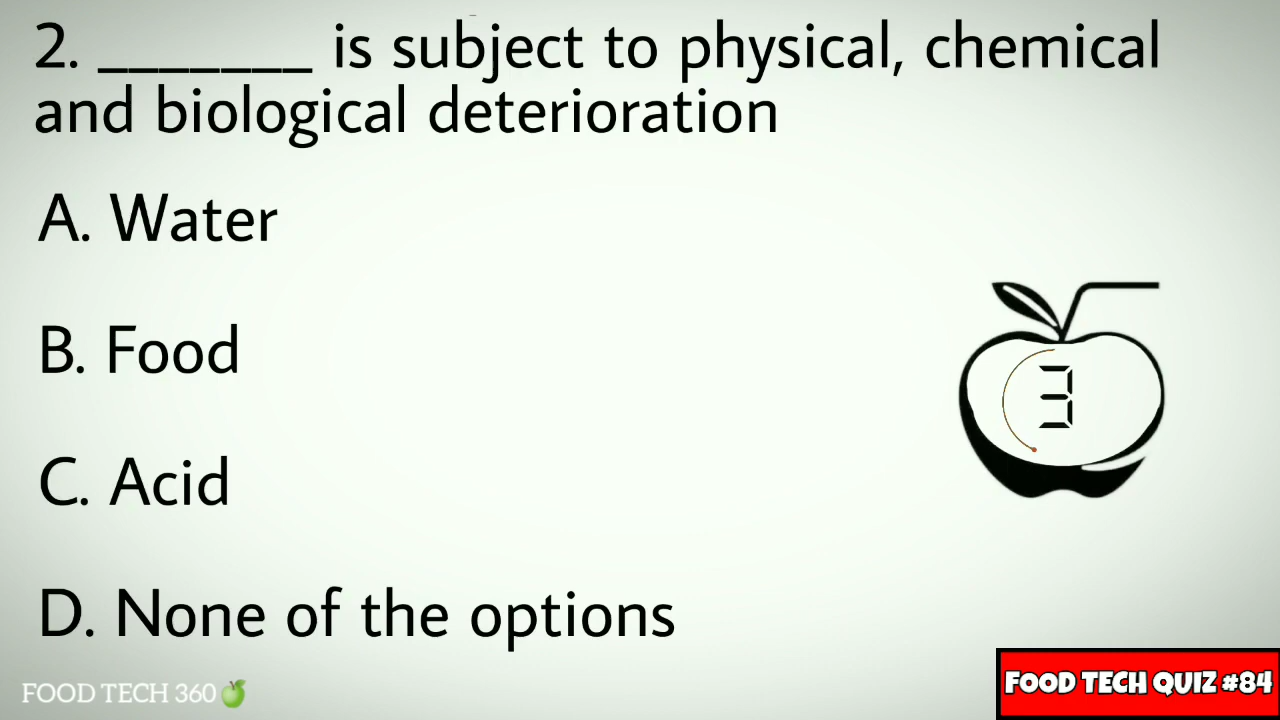 2. _______ is subject to physical, chemical
and biological deterioration
A. Water
B. Food
3
C. Acid
D. None of the options
FOOD TECH 360
FOOD TECH QUIZ #84